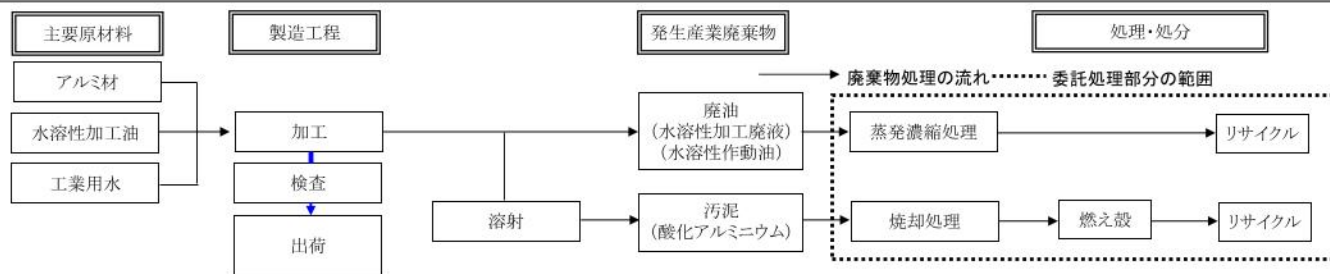 主要原材料
製造工程
発生産業廃棄物
処理・処分
アルミ材
廃棄物処理の流れ
委託処理部分の範囲
水溶性加工油
加工
廃油
(水溶性加工廃液)
(水溶性作動油)
蒸発濃縮処理
リサイクル
工業用水
検査
溶射
汚泥
(酸化アルミニウム)
焼却処理
燃え殻
リサイクル
出荷